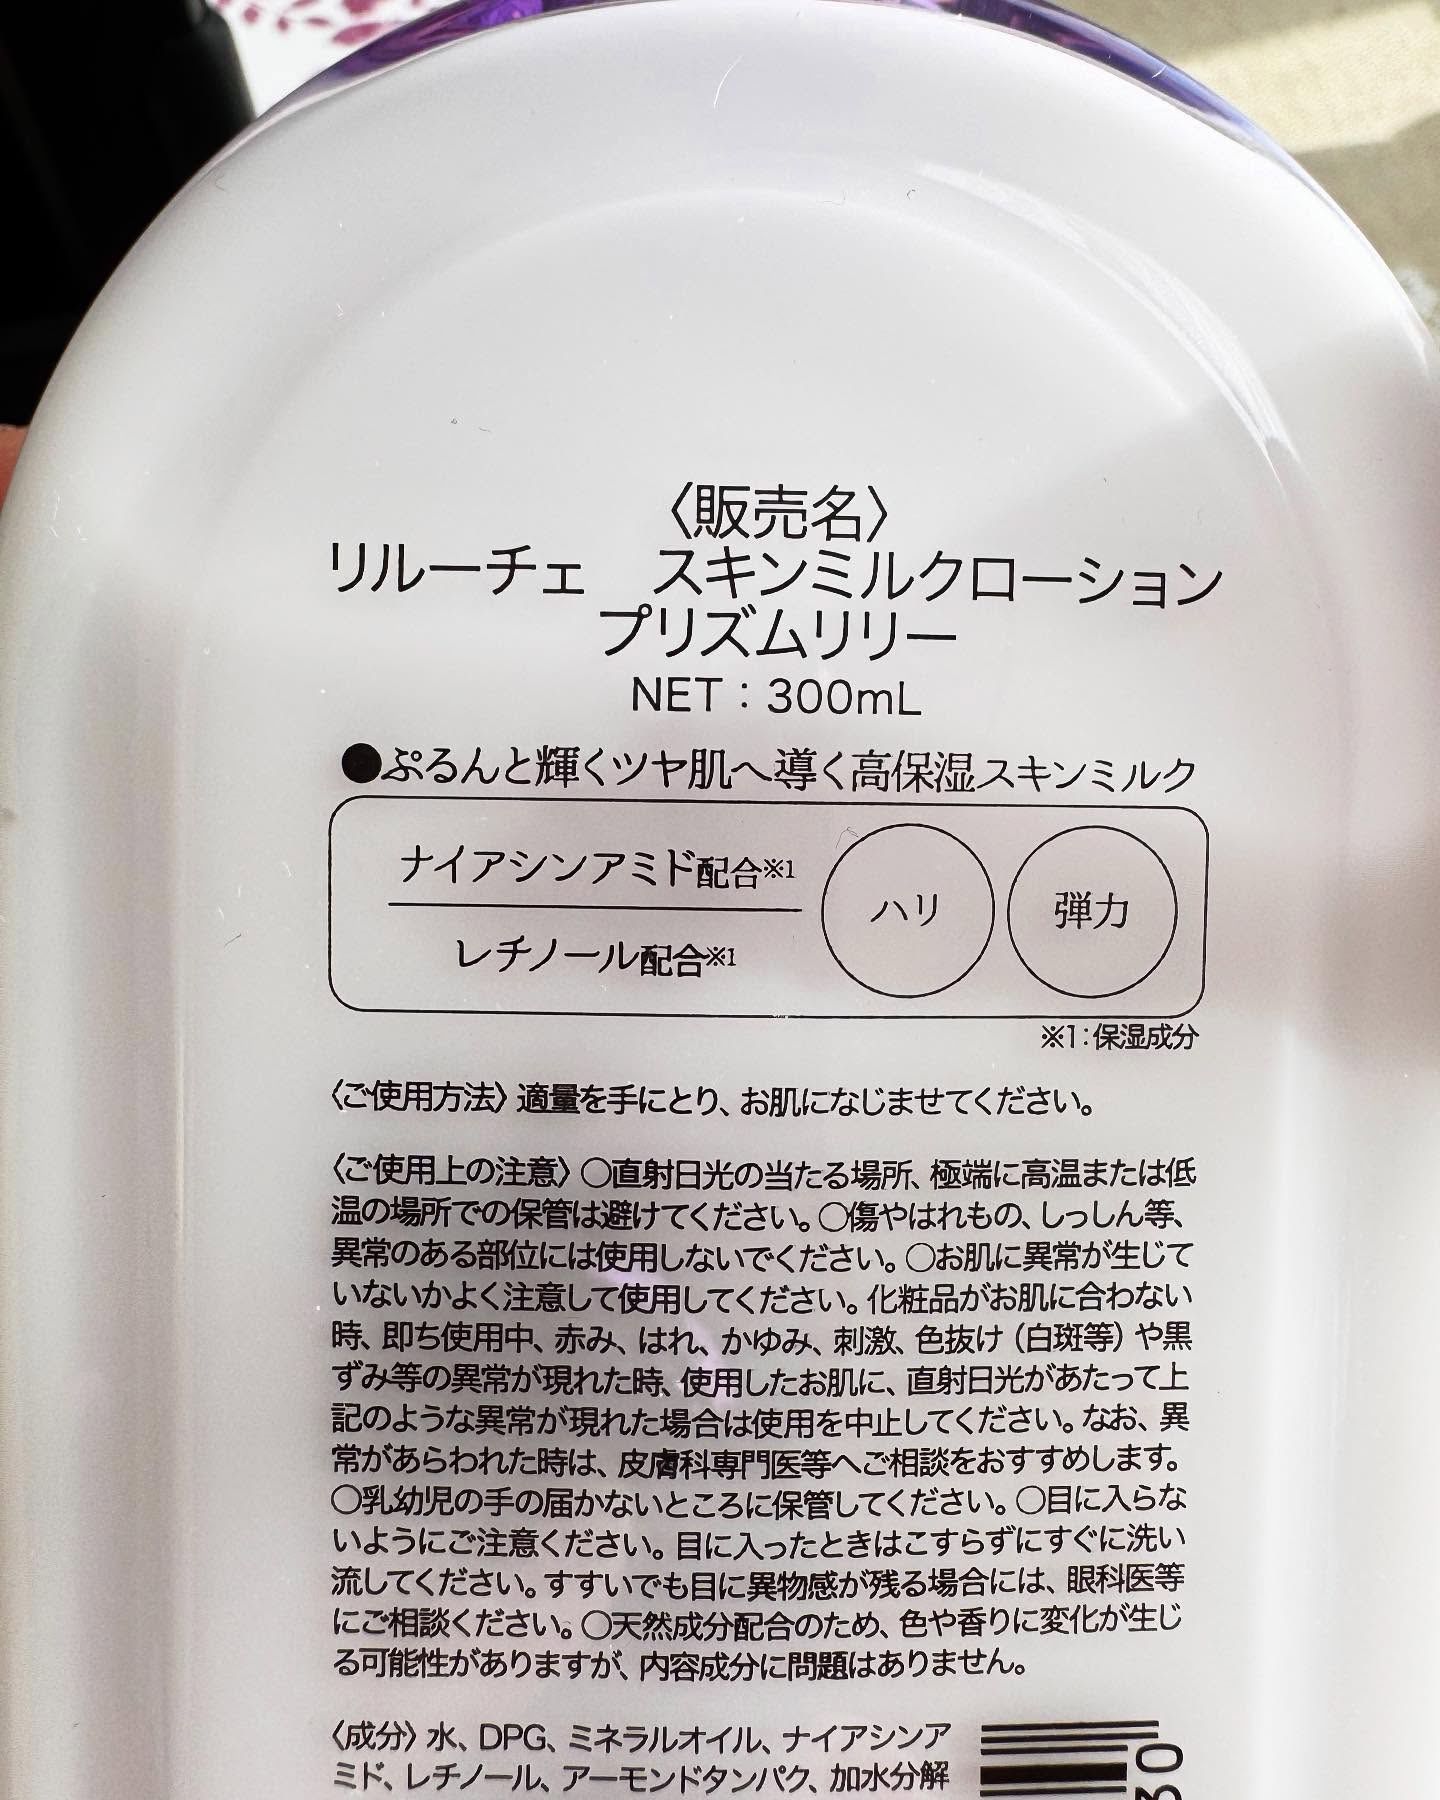 〈販売名〉
リルーチェ　スキンミルクローション
プリズムリリー
NET：300mL
●ぷるんと輝くツヤ肌へ導く高保湿スキンミルク
ナイアシンアミド配合※1
レチノール配合※1
ハリ
弾力
※1：保湿成分
〈ご使用方法〉適量を手にとり、お肌になじませてください。
〈ご使用上の注意〉○直射日光の当たる場所、極端に高温または低
温の場所での保管は避けてください。○傷やはれもの、しっしん等、
異常のある部位には使用しないでください。○お肌に異常が生じて
いないかよく注意して使用してください。化粧品がお肌に合わない
時、即ち使用中、赤み、はれ、かゆみ、刺激、色抜け（白斑等）や黒
ずみ等の異常が現れた時、使用したお肌に、直射日光があたって上
記のような異常が現れた場合は使用を中止してください。なお、異
常があらわれた時は、皮膚科専門医等へご相談をおすすめします。
○乳幼児の手の届かないところに保管してください。○目に入らな
いようにご注意ください。目に入ったときはこすらずにすぐに洗い
流してください。すすいでも目に異物感が残る場合には、眼科医等
にご相談ください。○天然成分配合のため、色や香りに変化が生じ
る可能性がありますが、内容成分に問題はありません。
〈成分〉水、DPG、ミネラルオイル、ナイアシンア
ミド、レチノール、アーモンドタンパク、加水分解
30